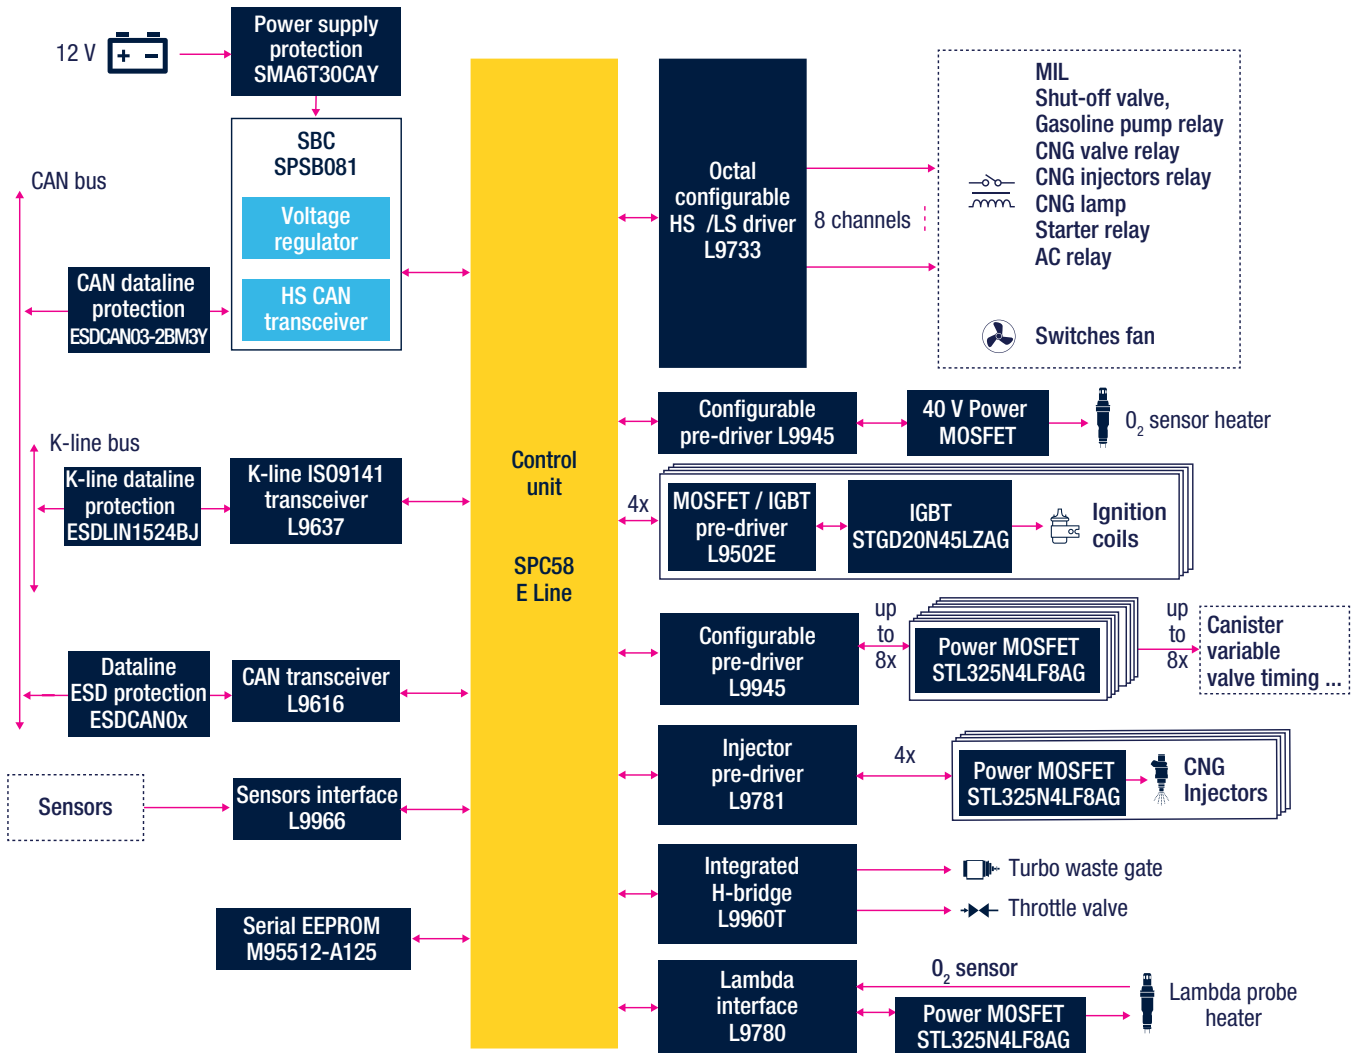 12 V
+ −
Power supply
protection
SMA6T30CAY
SBC
SPSB081
Voltage
regulator
HS CAN
transceiver
CAN bus
CAN dataline
protection
ESDCAN03-2BM3Y
K-line bus
K-line dataline
protection
ESDLIN1524BJ
K-line ISO9141
transceiver
L9637
Dataline
ESD protection
ESDCAN0x
CAN transceiver
L9616
Sensors
Sensors interface
L9966
Serial EEPROM
M95512-A125
Control
unit
SPC58
E Line
Octal
configurable
HS /LS driver
L9733
8 channels
MIL
Shut-off valve,
Gasoline pump relay
CNG valve relay
CNG injectors relay
CNG lamp
Starter relay
AC relay
Switches fan
Configurable
pre-driver L9945
40 V Power
MOSFET
O₂ sensor heater
4x
MOSFET / IGBT
pre-driver
L9502E
IGBT
STGD20N45LZAG
Ignition
coils
Configurable
pre-driver
L9945
up
to
8x
Power MOSFET
STL325N4LF8AG
up
to
8x
Canister
variable
valve timing ...
Injector
pre-driver
L9781
4x
Power MOSFET
STL325N4LF8AG
CNG
Injectors
Integrated
H-bridge
L9960T
Turbo waste gate
Throttle valve
Lambda
interface
L9780
O₂ sensor
Power MOSFET
STL325N4LF8AG
Lambda probe
heater